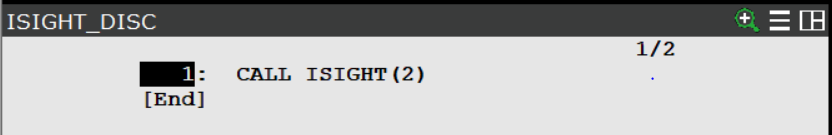 ISIGHT_DISC
1/2
1: CALL ISIGHT(2)
[End]